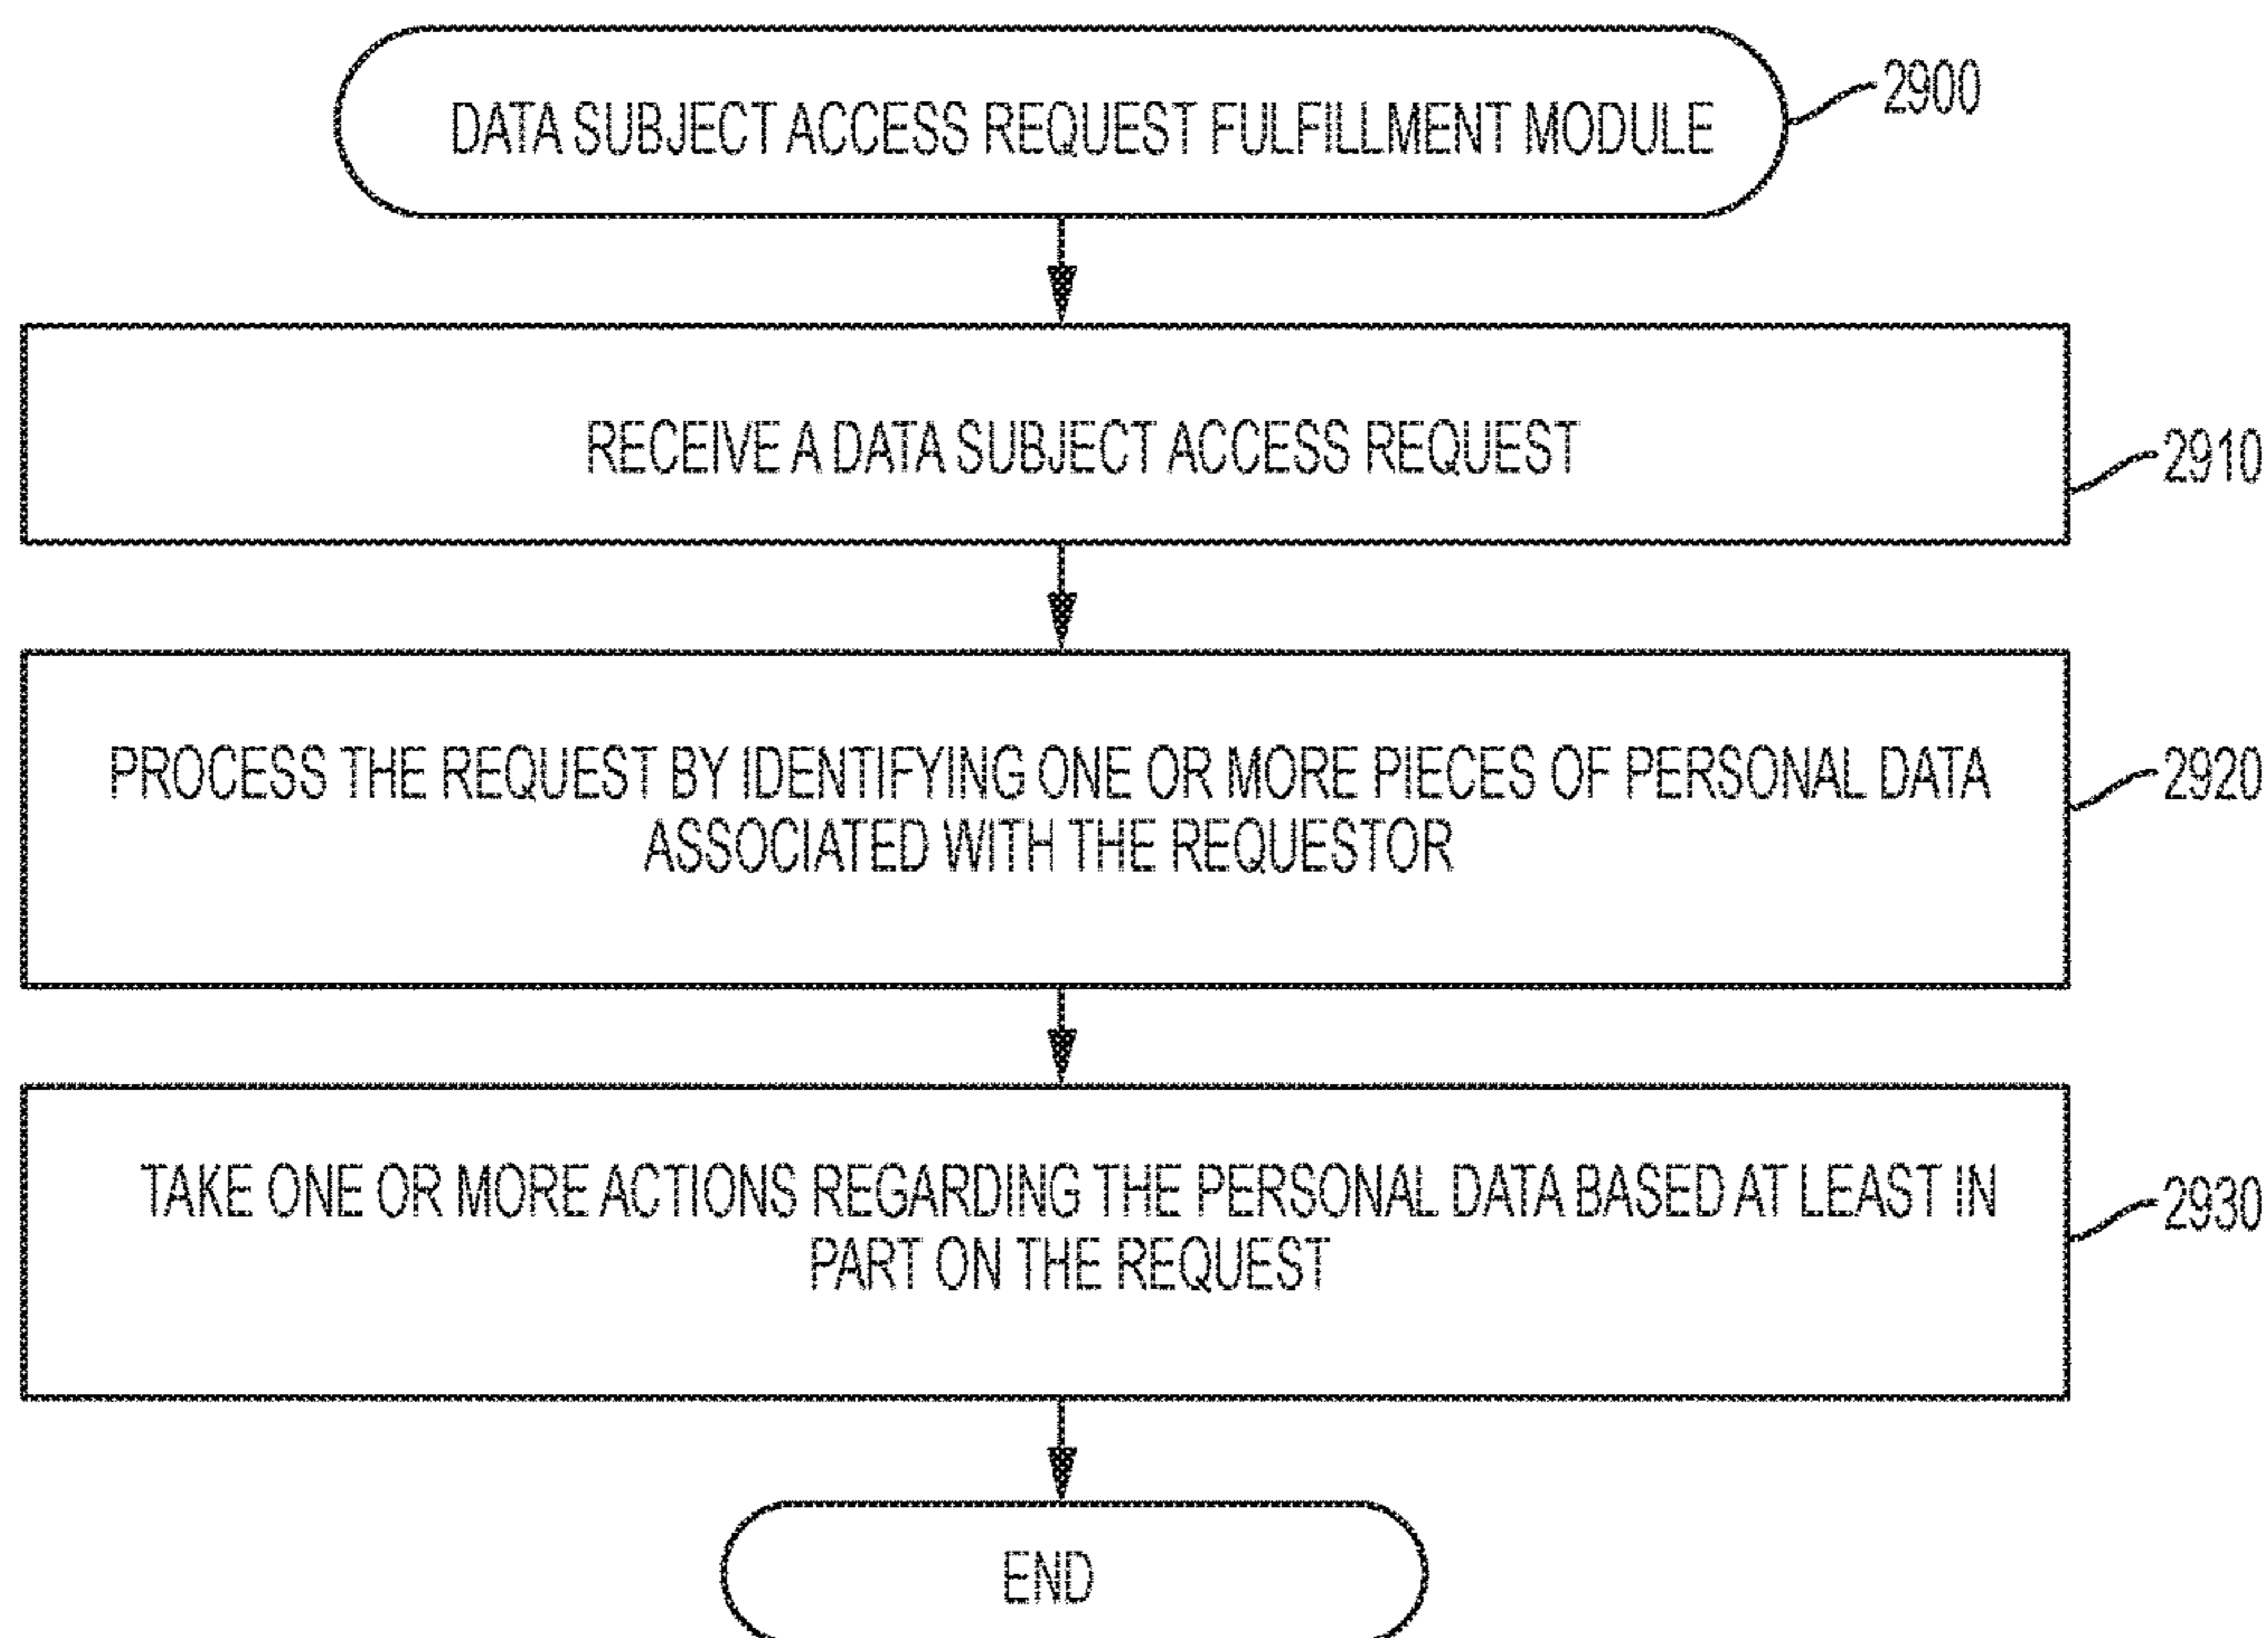 DATA SUBJECT ACCESS REQUEST FULFILLMENT MODULE
2900
RECEIVE A DATA SUBJECT ACCESS REQUEST
2910
PROCESS THE REQUEST BY IDENTIFYING ONE OR MORE PIECES OF PERSONAL DATA
ASSOCIATED WITH THE REQUESTOR
2920
TAKE ONE OR MORE ACTIONS REGARDING THE PERSONAL DATA BASED AT LEAST IN
PART ON THE REQUEST
2930
END